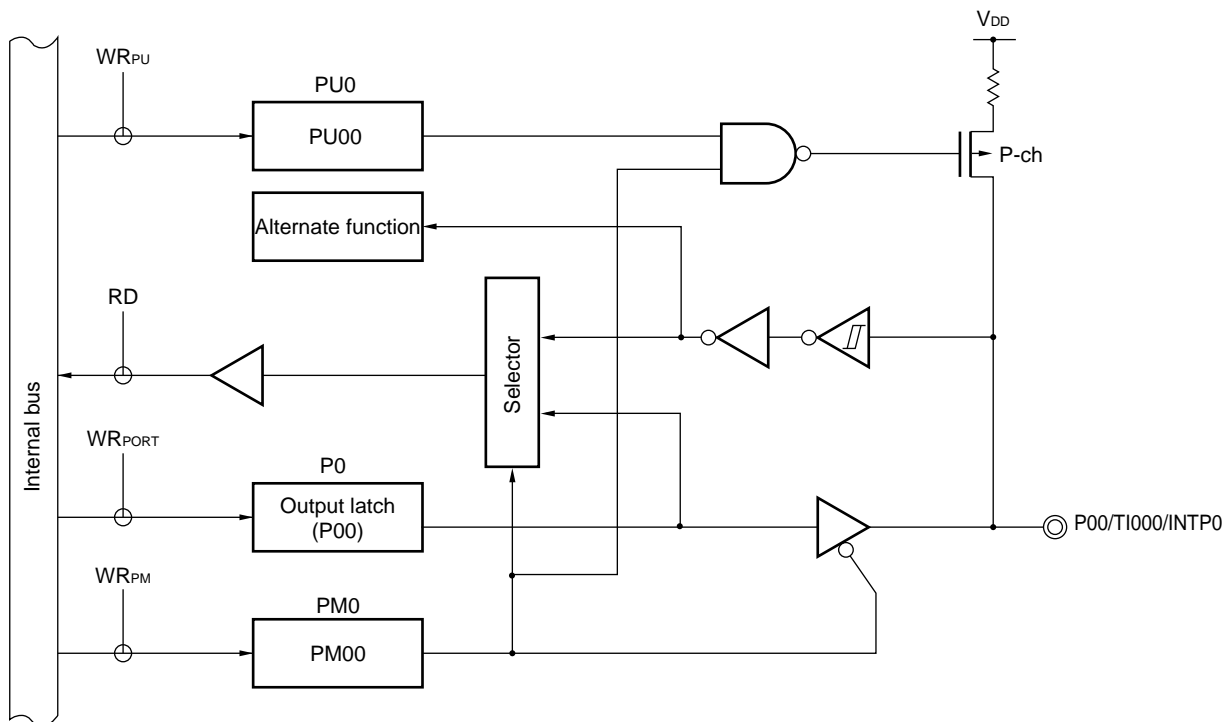 VDD
WRPU
PU0
PU00
P-ch
Alternate function
RD
Selector
Internal bus
WRPORT
P0
Output latch
(P00)
P00/TI000/INTP0
WRPM
PM0
PM00